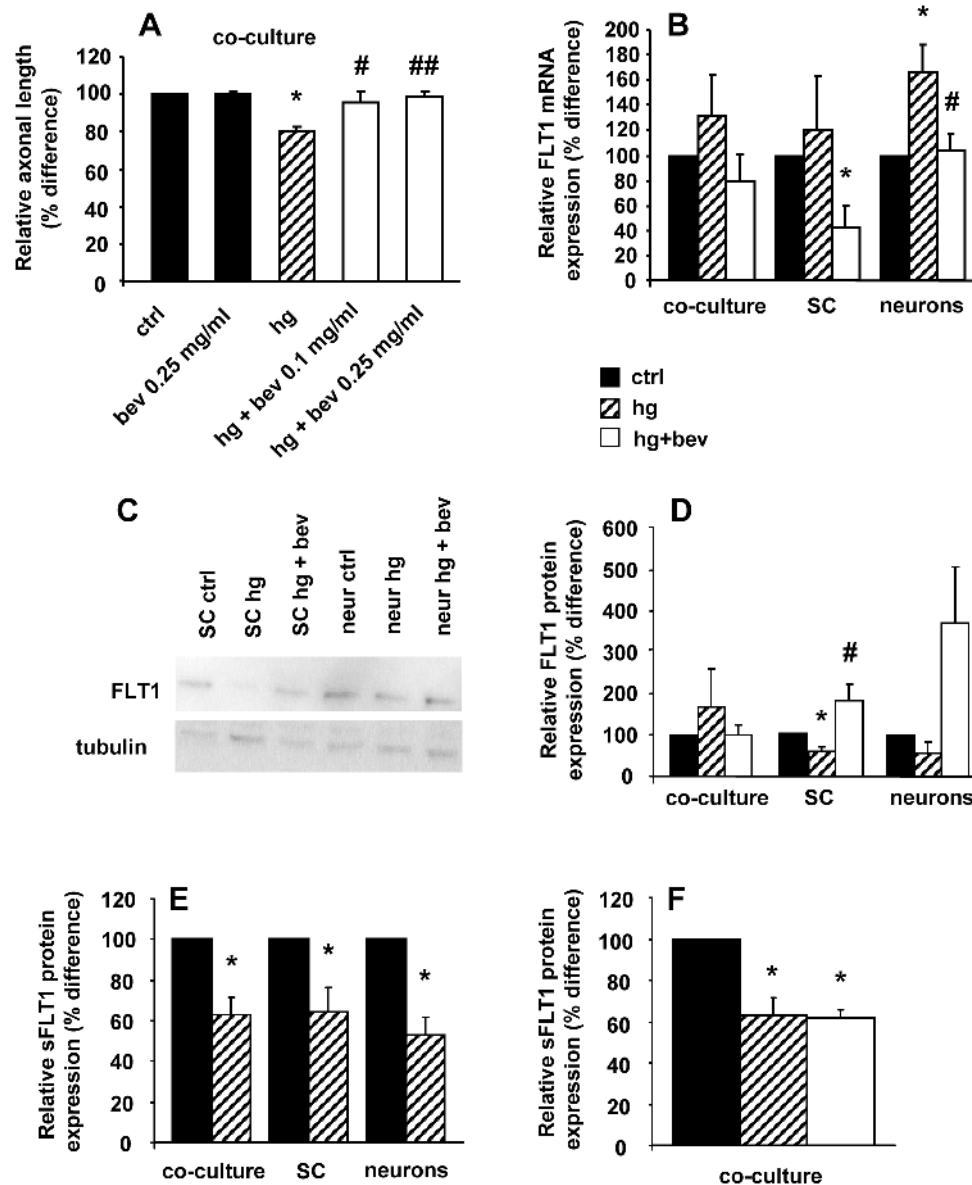 A
co-culture
Relative axonal length
(% difference)
120
100
80
60
40
20
0
#
##
*
ctrl
bev 0.25 mg/ml
hg
hg + bev 0.1 mg/ml
hg + bev 0.25 mg/ml
B
Relative FLT1 mRNA
expression (% difference)
200
180
160
140
120
100
80
60
40
20
0
*
*
#
co-culture
SC
neurons
ctrl
hg
hg+bev
C
SC ctrl
SC hg
SC hg + bev
neur ctrl
neur hg
neur hg + bev
FLT1
tubulin
D
Relative FLT1 protein
expression (% difference)
600
500
400
300
200
100
0
*
#
co-culture
SC
neurons
E
Relative sFLT1 protein
expression (% difference)
120
100
80
60
40
20
0
*
*
*
co-culture
SC
neurons
F
Relative sFLT1 protein
expression (% difference)
120
100
80
60
40
20
0
*
*
co-culture